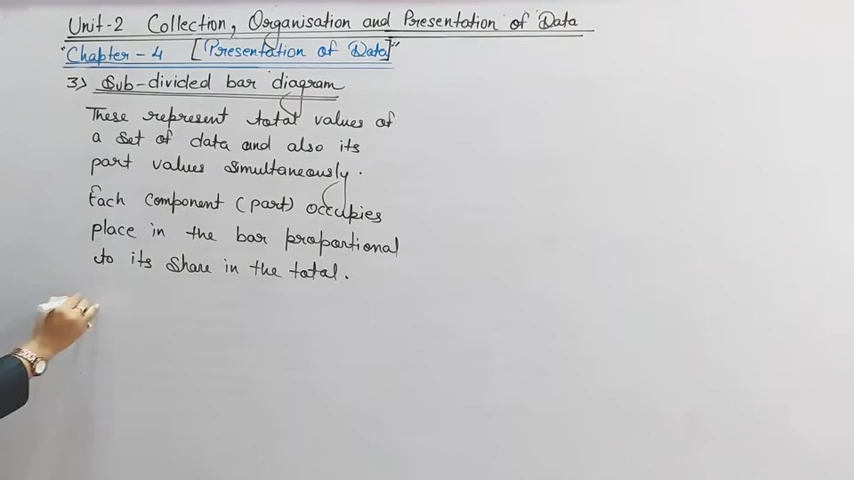 Unit-2 Collection, Organisation and Presentation of Data
"Chapter - 4 [Presentation of Data]"
3) Sub-divided bar diagram
These represent total values of
a set of data and also its
part values simultaneously.
Each component (part) occupies
place in the bar proportional
to its share in the total.